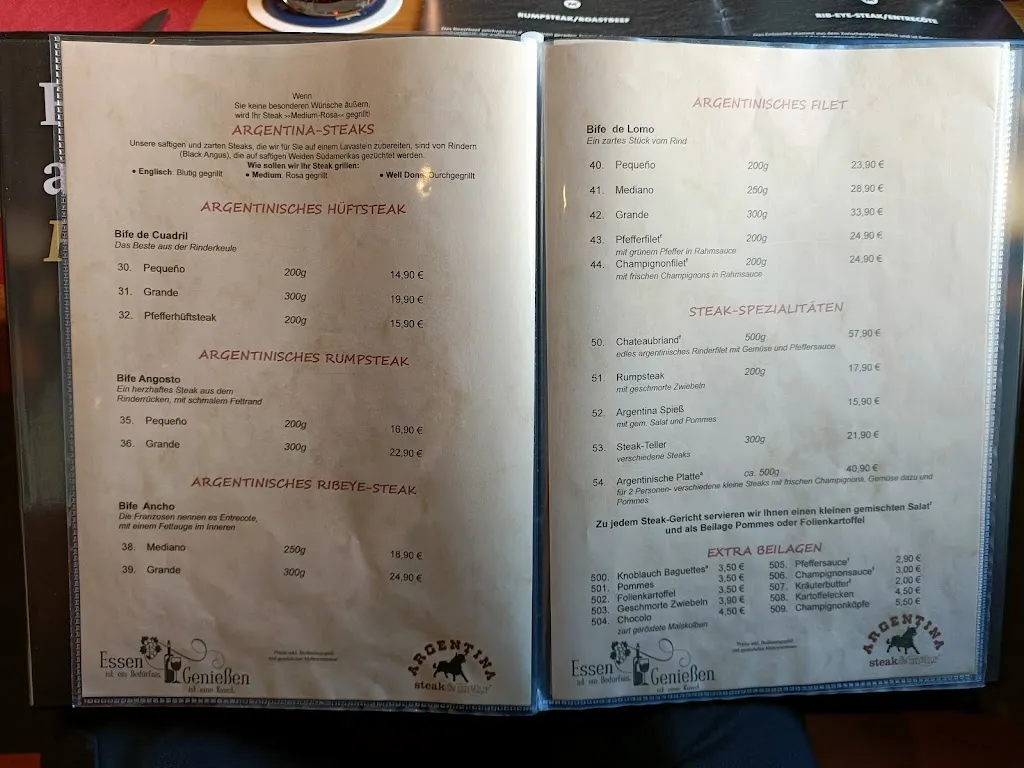 RUMPSTEAK/ROASTBEEF
RIB-EYE-STEAK/ENTRECÔTE
Wenn
Sie keine besonderen Wünsche äußern,
wird Ihr Steak »Medium-Rosa« gegrillt!
ARGENTINA-STEAKS
Unsere saftigen und zarten Steaks, die wir für Sie auf einem Lavastein zubereiten, sind von Rindern
(Black Angus), die auf saftigen Weiden Südamerikas gezüchtet werden.
Wie sollen wir Ihr Steak grillen:
• Englisch: Blutig gegrillt • Medium: Rosa gegrillt • Well Done: Durchgegrillt
ARGENTINISCHES HÜFTSTEAK
Bife de Cuadril
Das Beste aus der Rinderkeule
30. Pequeño 200g 14,90 €
31. Grande 300g 19,90 €
32. Pfefferhüftsteak 200g 15,90 €
ARGENTINISCHES RUMPSTEAK
Bife Angosto
Ein herzhaftes Steak aus dem
Rinderrücken, mit schmalem Fettrand
35. Pequeño 200g 16,90 €
36. Grande 300g 22,90 €
ARGENTINISCHES RIBEYE-STEAK
Bife Ancho
Die Franzosen nennen es Entrecote,
mit einem Fettauge im Inneren
38. Mediano 250g 18,90 €
39. Grande 300g 24,90 €
Essen
ist ein Bedürfnis,
Genießen
ist eine Kunst.
ARGENTINA
steak
ARGENTINISCHES FILET
Bife de Lomo
Ein zartes Stück vom Rind
40. Pequeño 200g 23,90 €
41. Mediano 250g 28,90 €
42. Grande 300g 33,90 €
43. Pfefferfilet 200g 24,90 €
mit grünem Pfeffer in Rahmsauce
44. Champignonfilet 200g 24,90 €
mit frischen Champignons in Rahmsauce
STEAK-SPEZIALITÄTEN
50. Chateaubriand 500g 57,90 €
edles argentinisches Rinderfilet mit Gemüse und Pfeffersauce
51. Rumpsteak 200g 17,90 €
mit geschmorte Zwiebeln
52. Argentina Spieß 15,90 €
mit gem. Salat und Pommes
53. Steak-Teller 300g 21,90 €
verschiedene Steaks
54. Argentinische Platte ca. 500g 40,90 €
für 2 Personen- verschiedene kleine Steaks mit frischen Champignons, Gemüse dazu und
Pommes
Zu jedem Steak-Gericht servieren wir Ihnen einen kleinen gemischten Salat
und als Beilage Pommes oder Folienkartoffel
EXTRA BEILAGEN
500. Knoblauch Baguettes 3,50 €
501. Pommes 3,50 €
502. Folienkartoffel 3,50 €
503. Geschmorte Zwiebeln 3,90 €
504. Chocolo 4,50 €
zart geröstete Maiskolben
505. Pfeffersauce 2,90 €
506. Champignonsauce 3,00 €
507. Kräuterbutter 2,00 €
508. Kartoffelecken 4,50 €
509. Champignonköpfe 5,50 €
Essen
ist ein Bedürfnis,
Genießen
ist eine Kunst.
ARGENTINA
steak